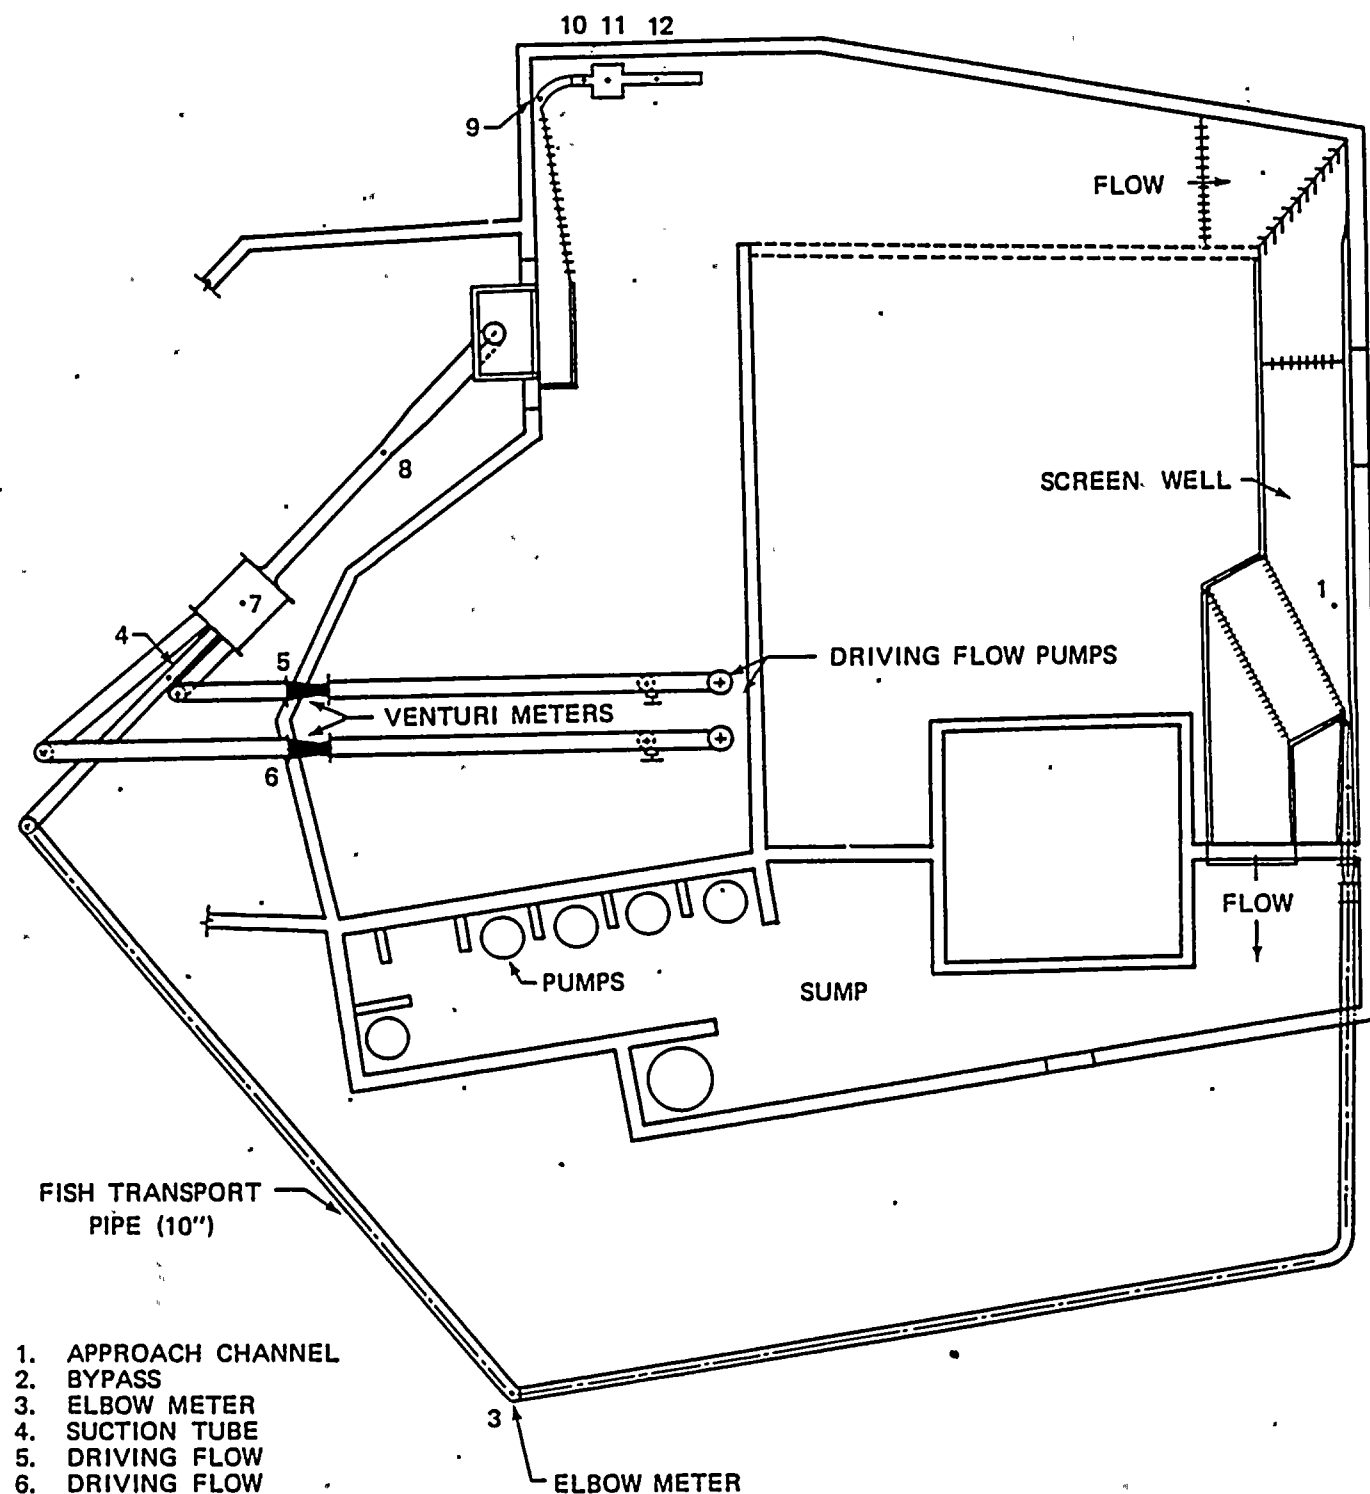 10 11 12
9
FLOW
8
SCREEN WELL
1
7
4
5
DRIVING FLOW PUMPS
VENTURI METERS
6
FLOW
PUMPS
SUMP
FISH TRANSPORT
PIPE (10")
1. APPROACH CHANNEL
2. BYPASS
3. ELBOW METER
4. SUCTION TUBE
5. DRIVING FLOW
6. DRIVING FLOW
3
ELBOW METER